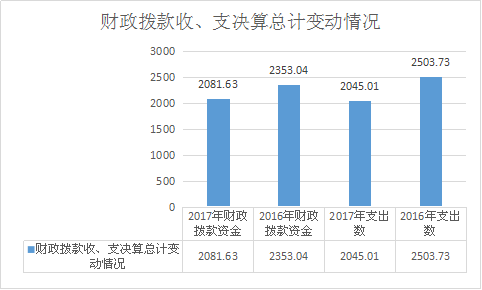 财政拨款收、支决算总计变动情况
3000
2500
2000
1500
1000
500
0
2081.63
2353.04
2045.01
2503.73
2017年财政
拨款资金
2016年财政
拨款资金
2017年支出
数
2016年支出
数
财政拨款收、支决算总计变
动情况
2081.63
2353.04
2045.01
2503.73